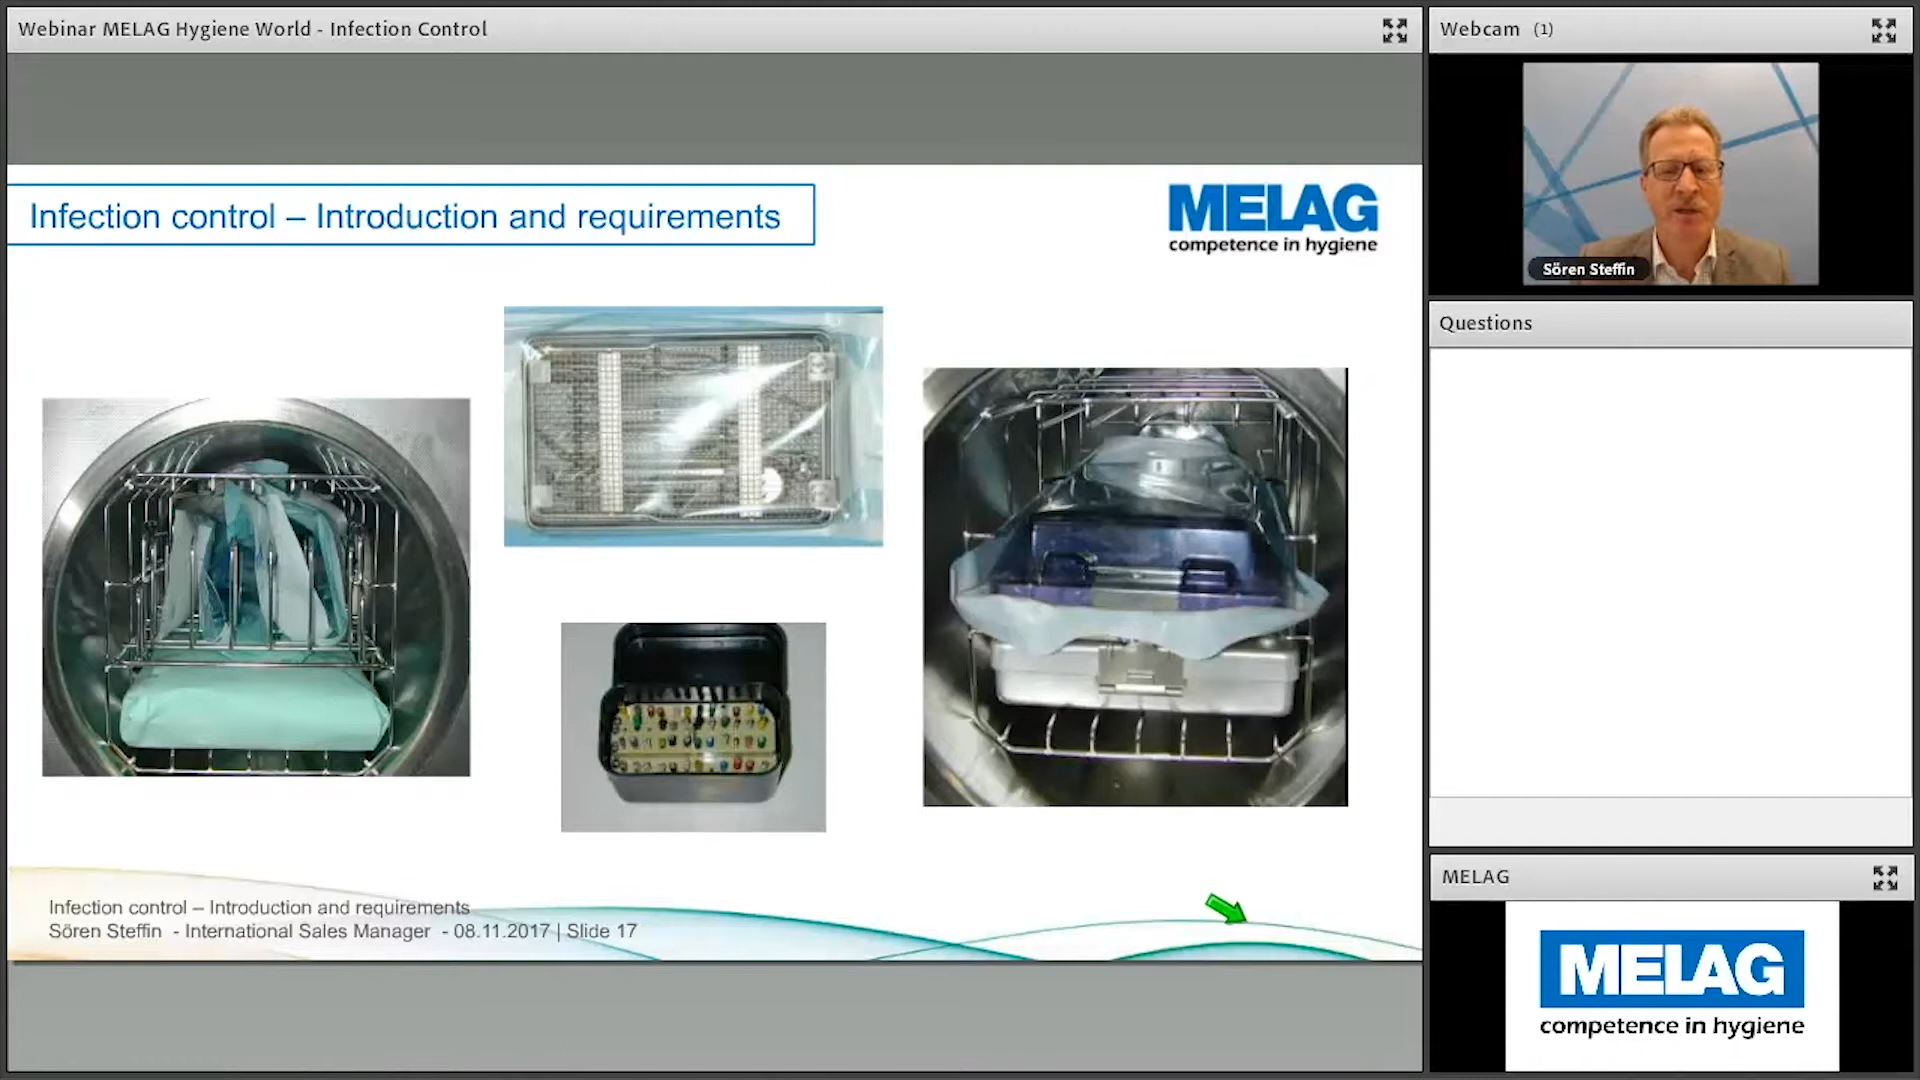 Webinar MELAG Hygiene World - Infection Control
Webcam (1)
Infection control – Introduction and requirements
MELAG
competence in hygiene
Sören Steffin
Questions
Infection control – Introduction and requirements
Sören Steffin - International Sales Manager - 08.11.2017 | Slide 17
MELAG
MELAG
competence in hygiene